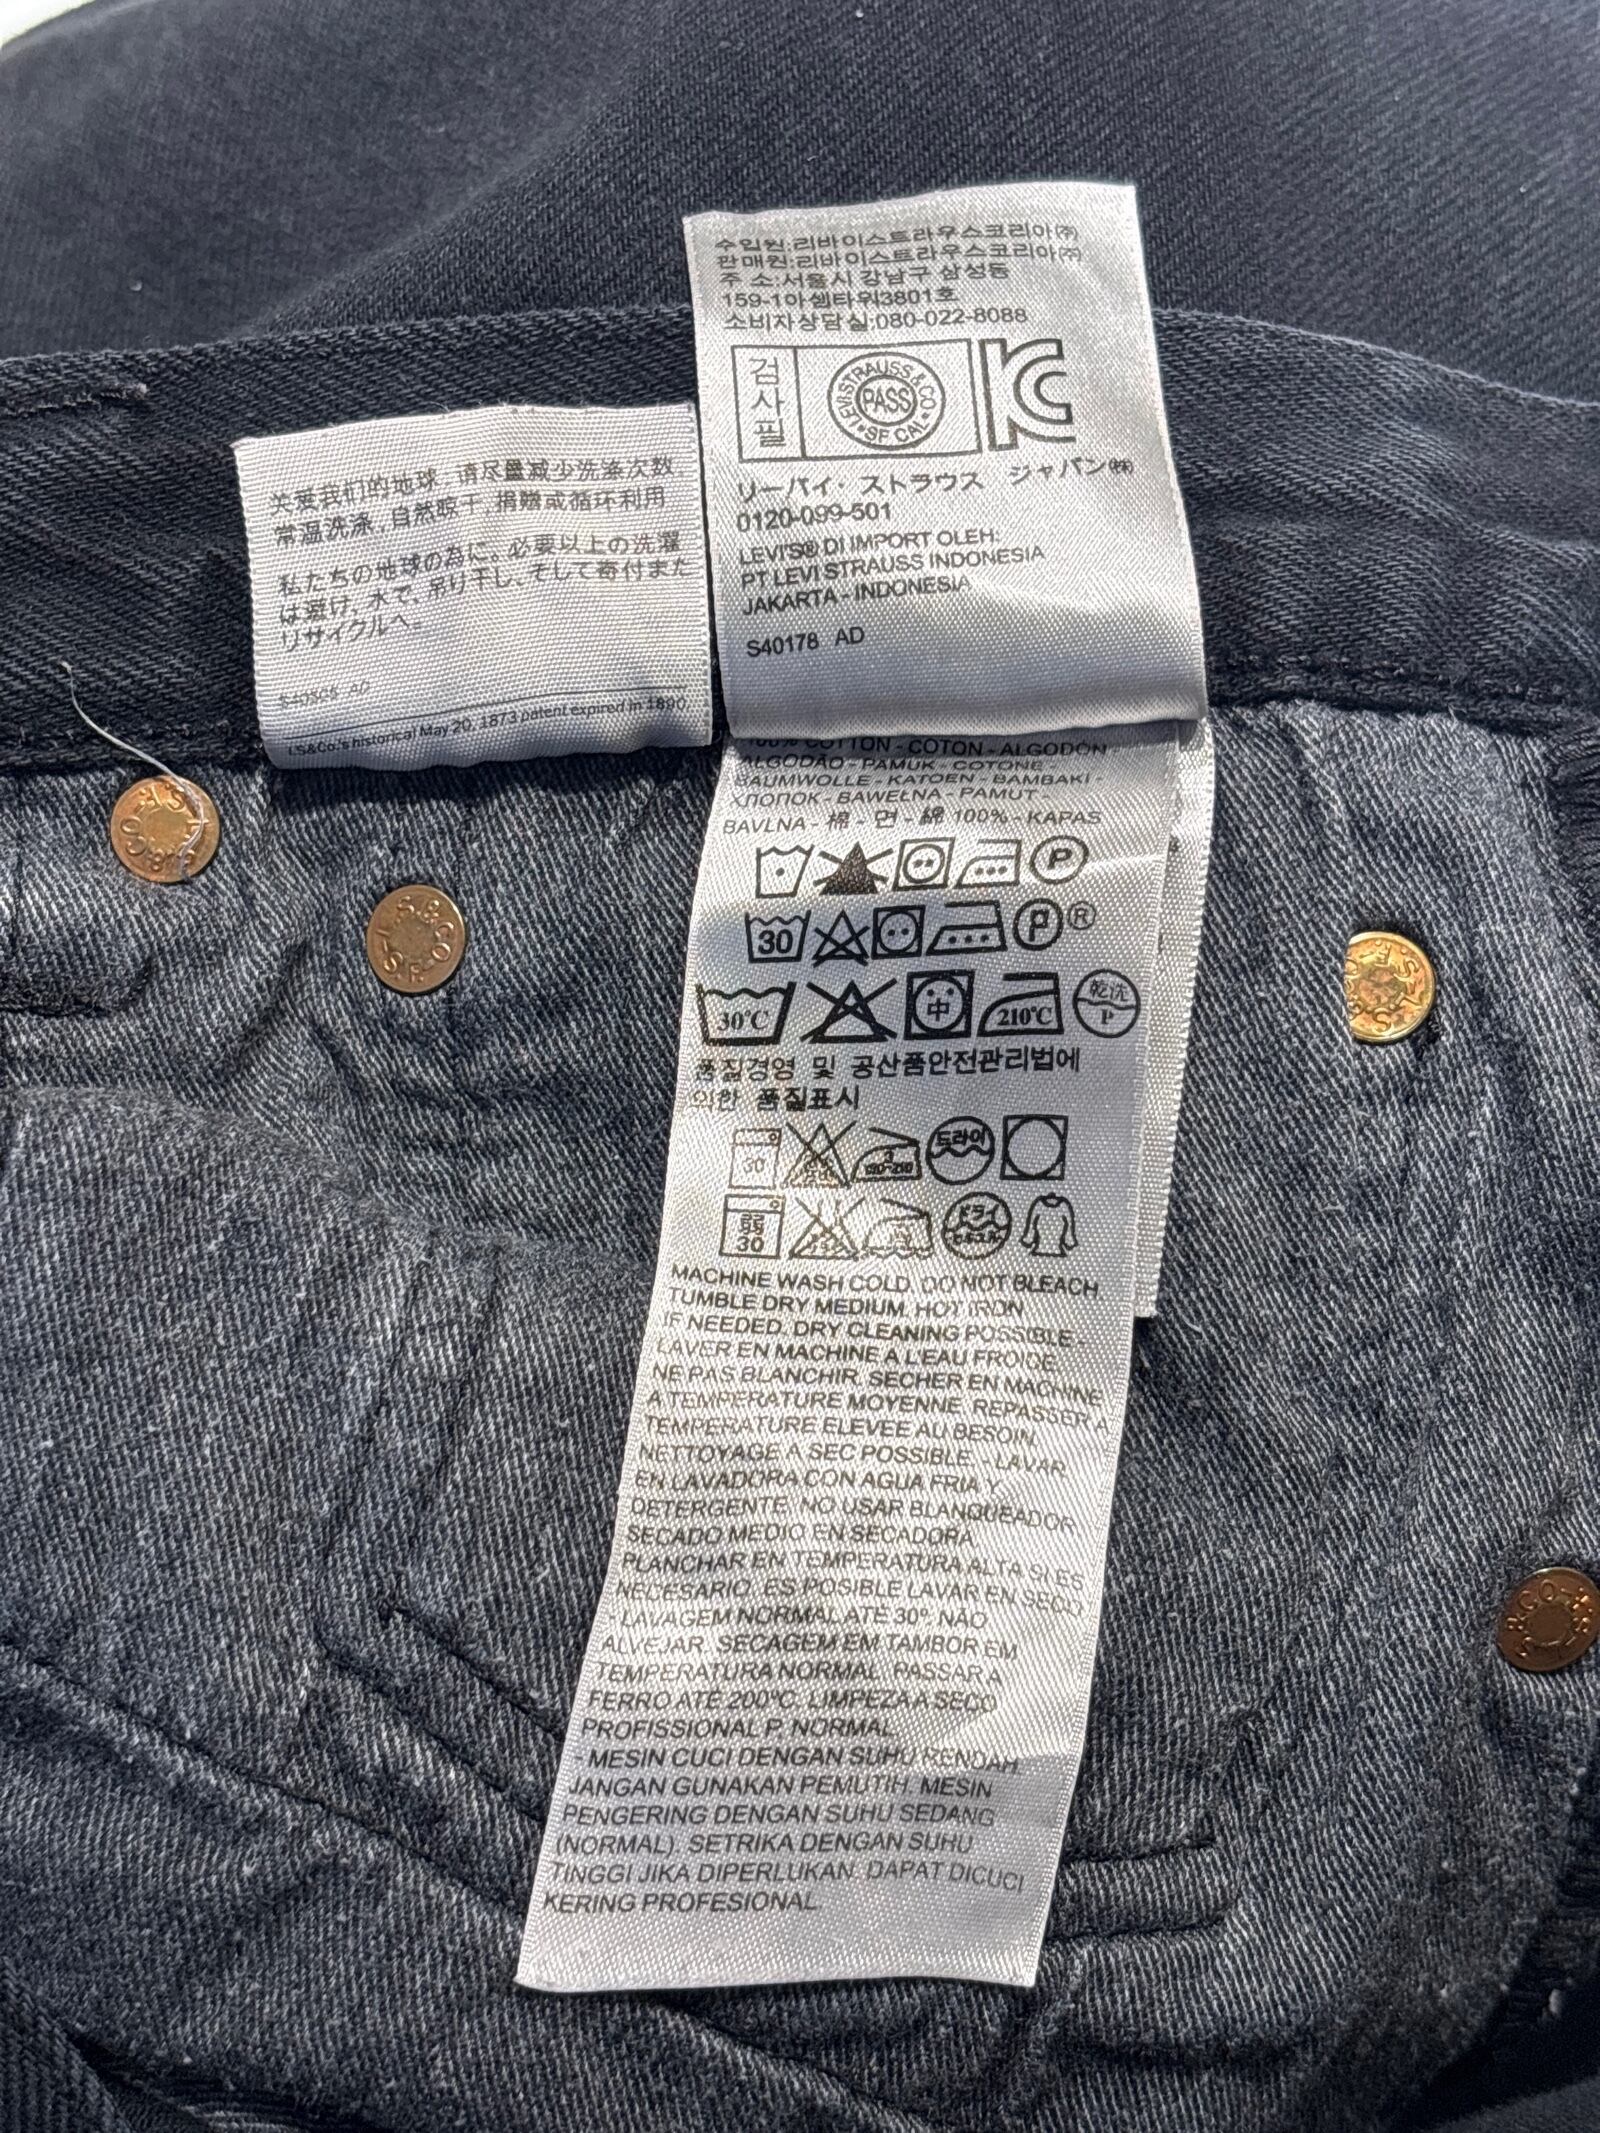 수입원:리바이스트라우스코리아(주)
판매원:리바이스트라우스코리아(주)
주 소:서울시 강남구 삼성동
159-1아셈타워3801호
소비자상담실:080-022-8088
검사필
LEVI STRAUSS & CO
PASS
SF CAL
리ーバイ・ ストラウス ジャパン㈱
0120-099-501
LEVI'S® DI IMPORT OLEH:
PT LEVI STRAUSS INDONESIA
JAKARTA - INDONESIA
S40178 AD
关爱我们的地球 请尽量减少洗涤次数,
常温洗涤,自然晾干,捐赠或循环利用
私たちの地球の為に。必要以上の洗濯
は避け、水で、吊り干し、そして寄付また
リサイクルへ。
AD
LS&Co.'s historical May 20, 1873 patent expired in 1890.
100% COTTON - COTON - ALGODÓN
ALGODÃO - PAMUK - COTONE -
BAUMWOLLE - KATOEN - BAMBAKI -
ХЛОПОК - BAWEŁNA - PAMUT -
BAVLNA - 棉 - 면 - 綿 100% - KAPAS
P
30 P ®
30℃ 中 210℃ 乾洗 P
품질경영 및 공산품안전관리법에
의한 품질표시
30 3 드라이
弱 30 ドライ
MACHINE WASH COLD. DO NOT BLEACH
TUMBLE DRY MEDIUM. HOT IRON
IF NEEDED. DRY CLEANING POSSIBLE -
LAVER EN MACHINE A L'EAU FROIDE
NE PAS BLANCHIR. SECHER EN MACHINE
A TEMPERATURE MOYENNE. REPASSER A
TEMPERATURE ELEVEE AU BESOIN.
NETTOYAGE A SEC POSSIBLE. - LAVAR
EN LAVADORA CON AGUA FRIA Y
DETERGENTE. NO USAR BLANQUEADOR
SECADO MEDIO EN SECADORA
PLANCHAR EN TEMPERATURA ALTA SI ES
NECESARIO. ES POSIBLE LAVAR EN SECO
- LAVAGEM NORMAL ATÉ 30º. NÃO
ALVEJAR. SECAGEM EM TAMBOR EM
TEMPERATURA NORMAL. PASSAR A
FERRO ATÉ 200ºC. LIMPEZA A SECO
PROFISSIONAL P. NORMAL
- MESIN CUCI DENGAN SUHU RENDAH
JANGAN GUNAKAN PEMUTIH. MESIN
PENGERING DENGAN SUHU SEDANG
(NORMAL). SETRIKA DENGAN SUHU
TINGGI JIKA DIPERLUKAN. DAPAT DICUCI
KERING PROFESIONAL
L.S.&CO. S.F.
L.S.&CO. S.F.